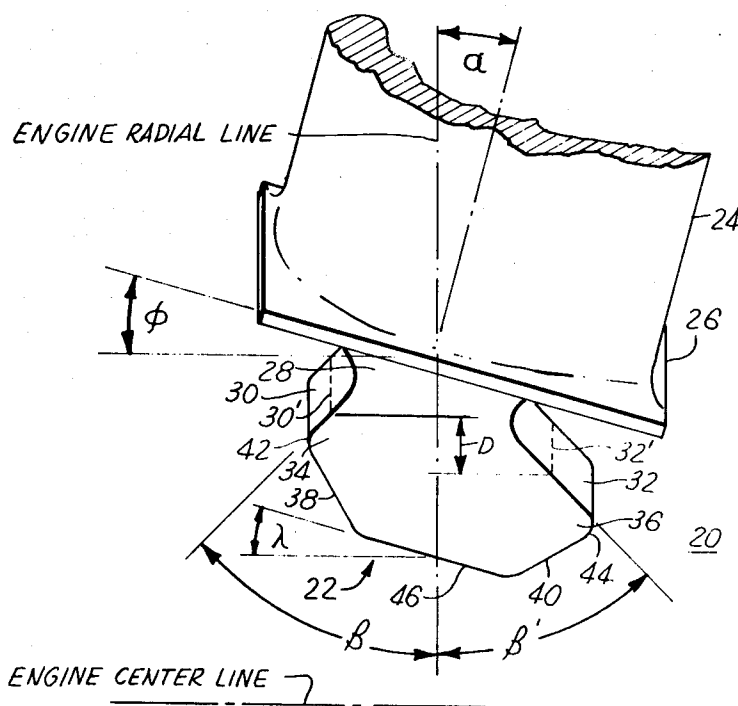 α
ENGINE RADIAL LINE
24
ϕ
26
28
30
30'
D
32'
42
34
32
38
36
λ
20
44
22
46
40
β
β'
ENGINE CENTER LINE